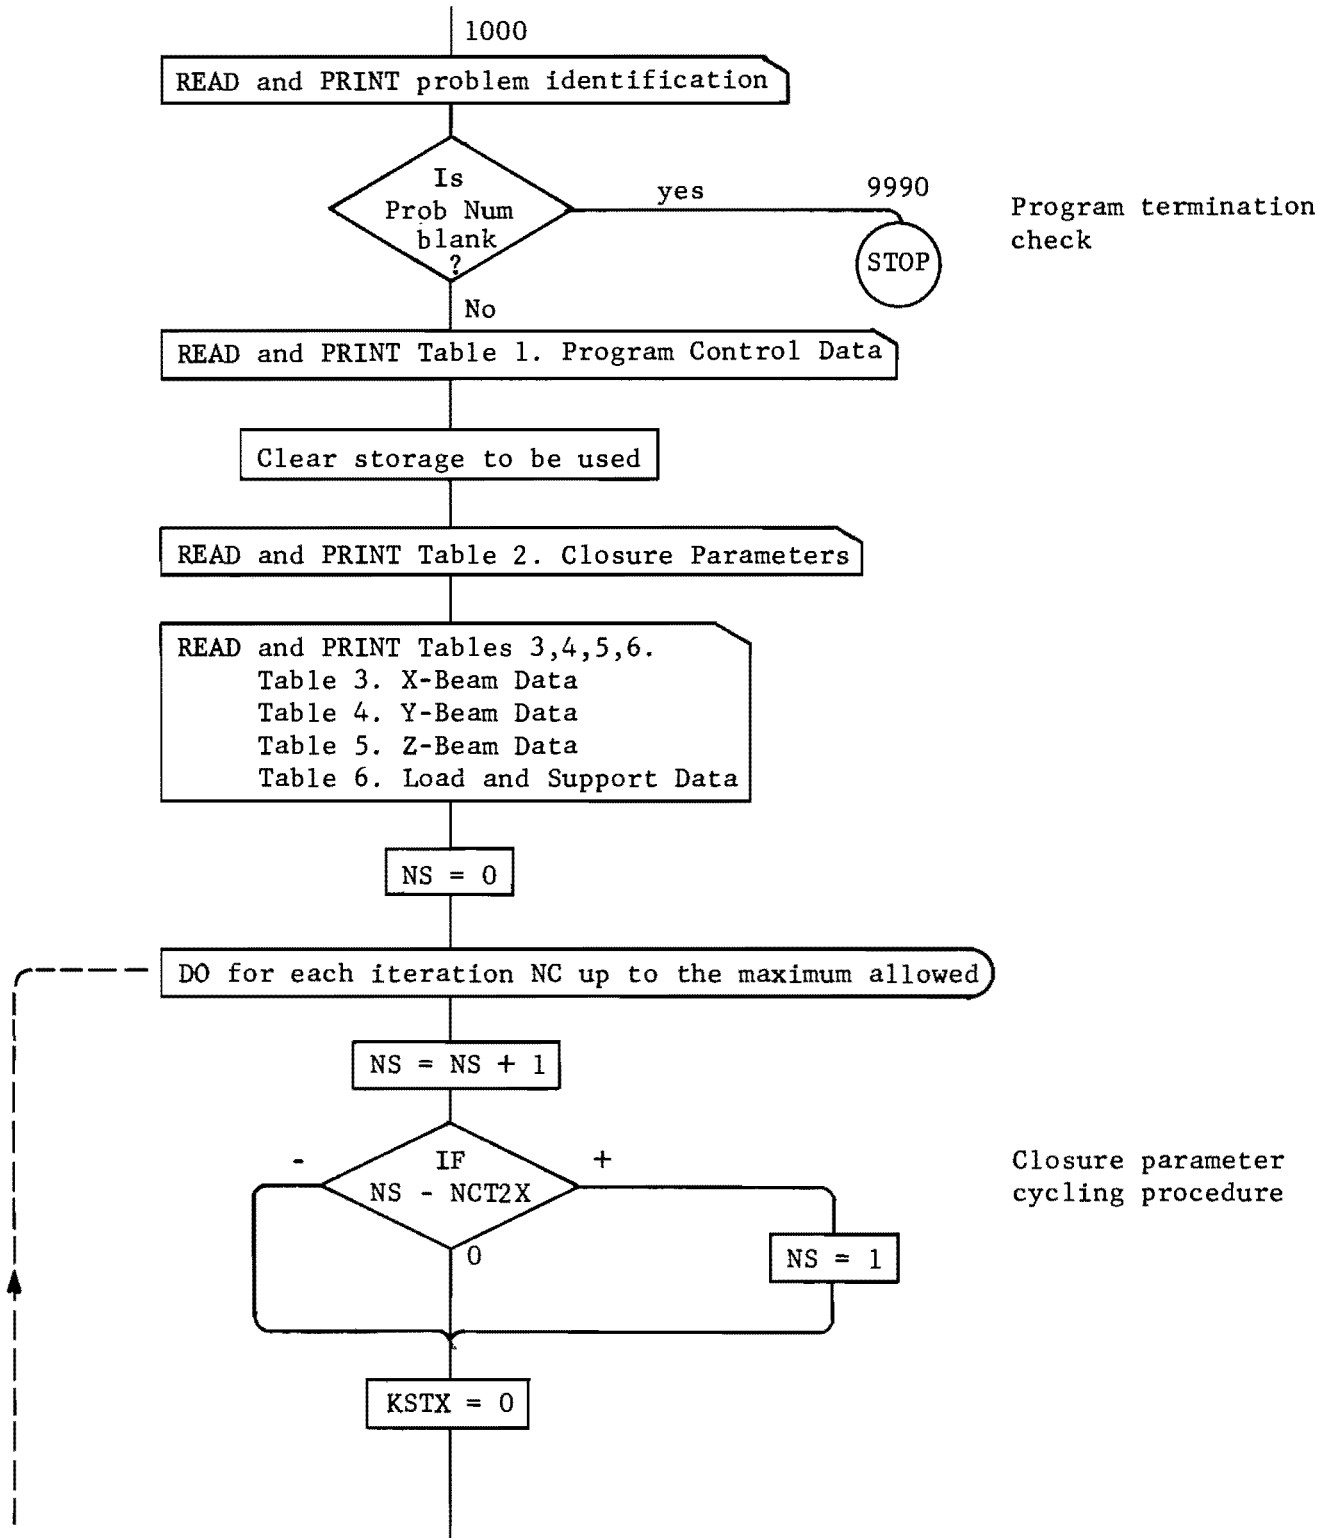 1000
READ and PRINT problem identification
Is
Prob Num
blank
?
yes
9990
STOP
Program termination
check
No
READ and PRINT Table 1. Program Control Data
Clear storage to be used
READ and PRINT Table 2. Closure Parameters
READ and PRINT Tables 3,4,5,6.
Table 3. X-Beam Data
Table 4. Y-Beam Data
Table 5. Z-Beam Data
Table 6. Load and Support Data
NS = 0
DO for each iteration NC up to the maximum allowed
NS = NS + 1
-
IF
NS - NCT2X
+
0
NS = 1
Closure parameter
cycling procedure
KSTX = 0